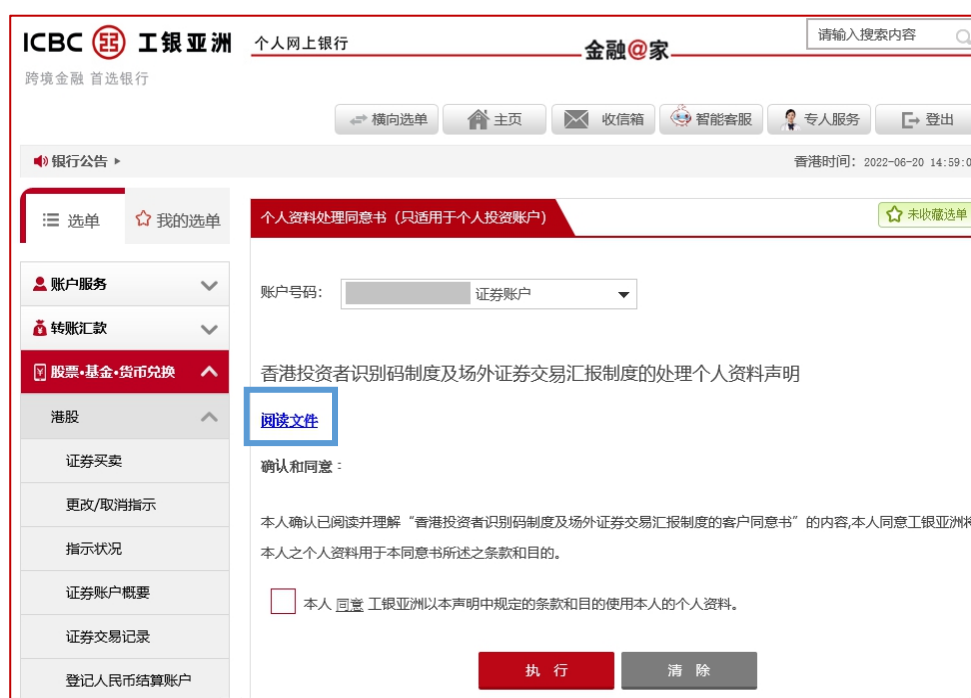 ICBC 工银亚洲 个人网上银行 金融@家 请输入搜索内容
跨境金融 首选银行
横向选单 主页 收信箱 智能客服 专人服务 登出
银行公告 香港时间：2022-06-20 14:59:0
选单 我的选单
个人资料处理同意书（只适用于个人投资账户） 未收藏选单
账户服务
账户号码： 证券账户
转账汇款
股票•基金•货币兑换
香港投资者识别码制度及场外证券交易汇报制度的处理个人资料声明
港股
阅读文件
证券买卖
确认和同意：
更改/取消指示
本人确认已阅读并理解“香港投资者识别码制度及场外证券交易汇报制度的客户同意书”的内容,本人同意工银亚洲将
指示状况
本人之个人资料用于本同意书所述之条款和目的。
证券账户概要
本人 同意 工银亚洲以本声明中规定的条款和目的使用本人的个人资料。
证券交易记录
登记人民币结算账户
执 行 清 除